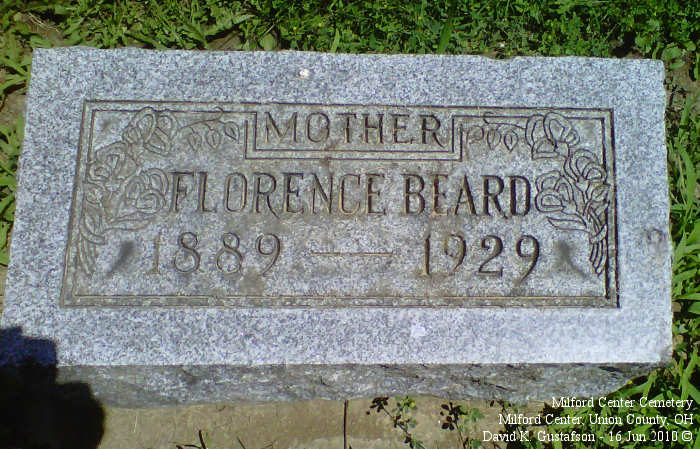 MOTHER
FLORENCE BEARD
1889 — 1929
Milford Center Cemetery
Milford Center, Union County, OH
David K. Gustafson - 16 Jun 2010 ©